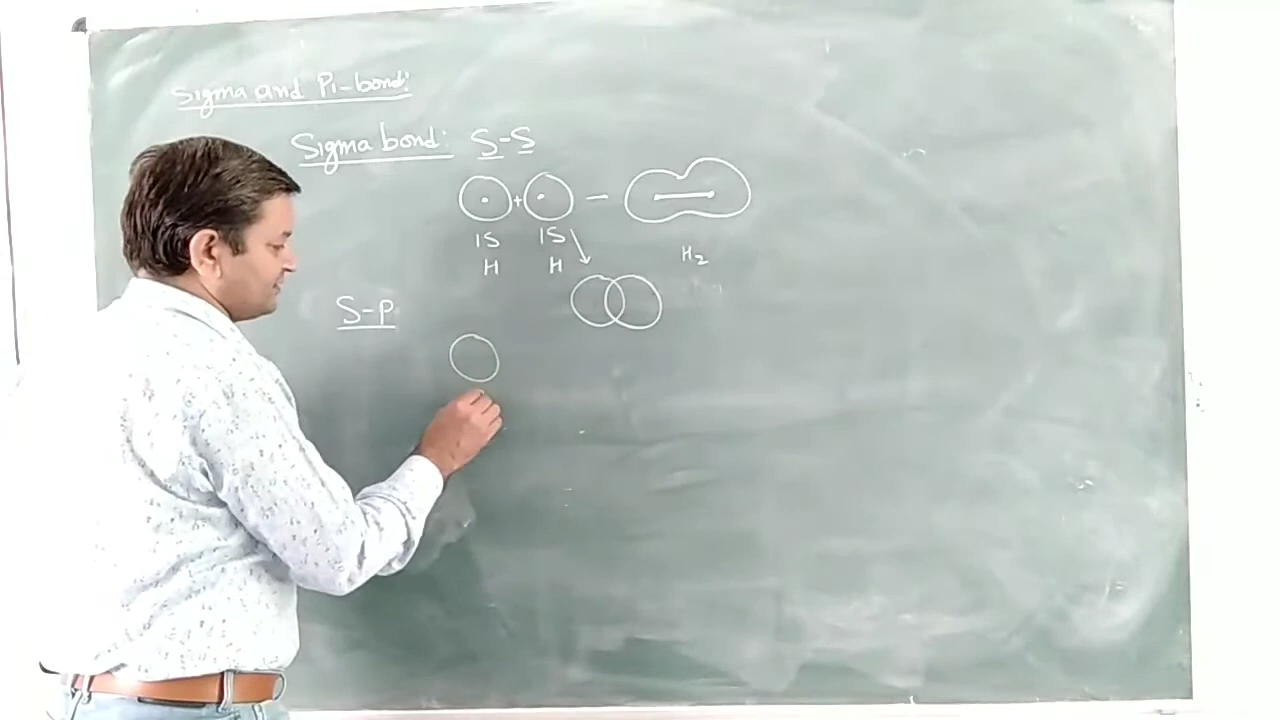 Sigma and Pi-bond:
Sigma bond: S-S
+ –
1S 1S
H H H2
S-P